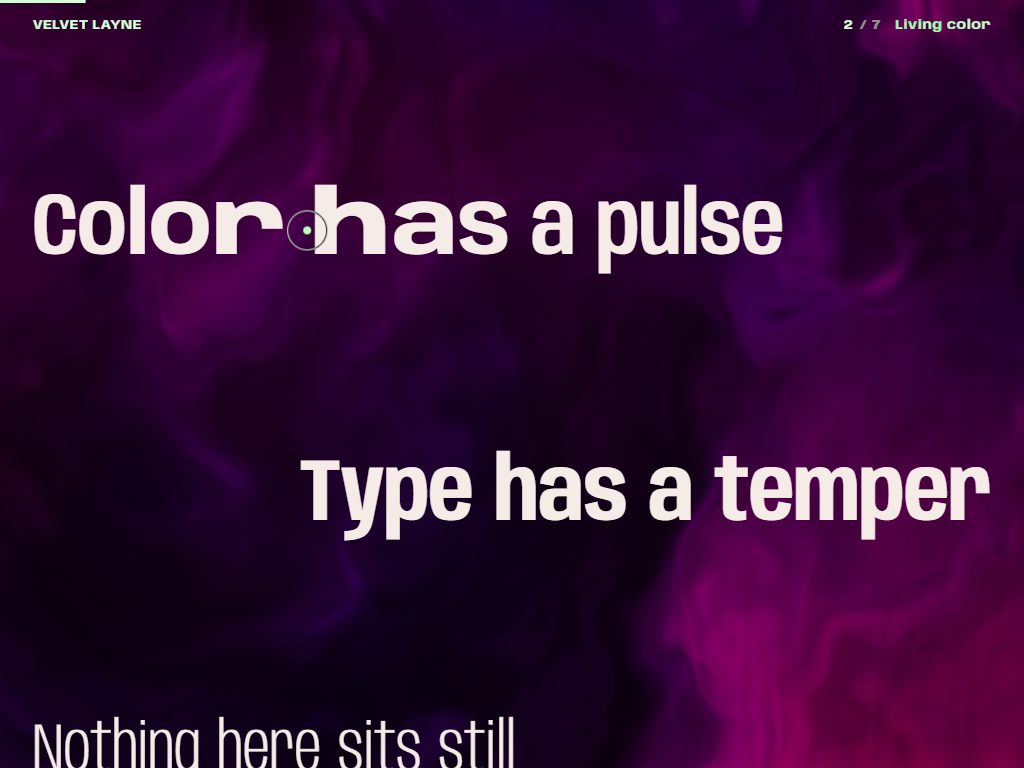 VELVET LAYNE
2 / 7 Living color
Color has a pulse
Type has a temper
Nothing here sits still